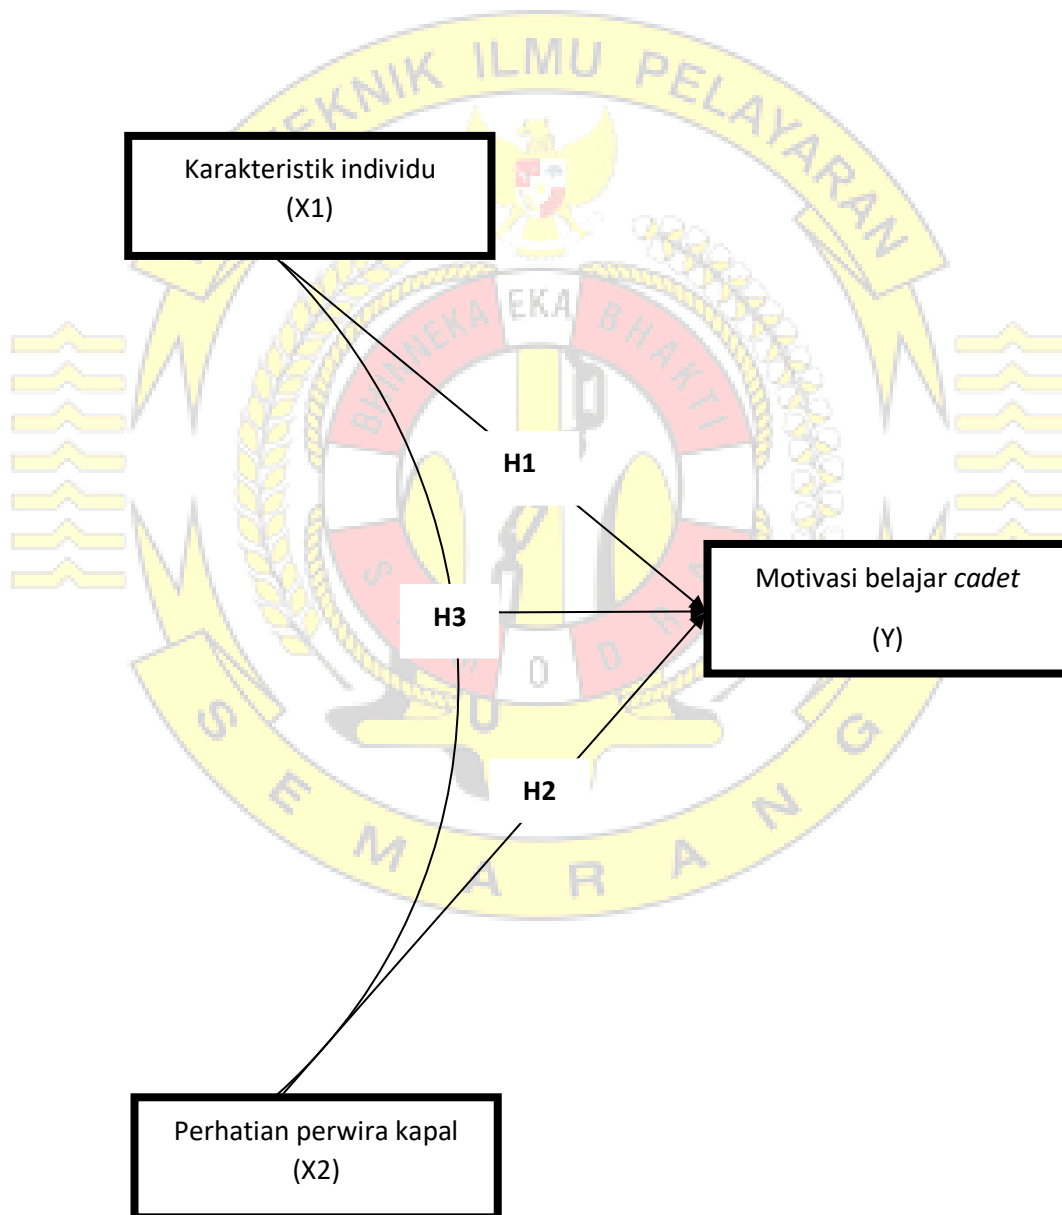 TEKNIK ILMU PELAYARAN
Karakteristik individu
(X1)
BHINNEKA EKA BHAKTI
H1
Motivasi belajar cadet
(Y)
H3
H2
SEMARANG
Perhatian perwira kapal
(X2)